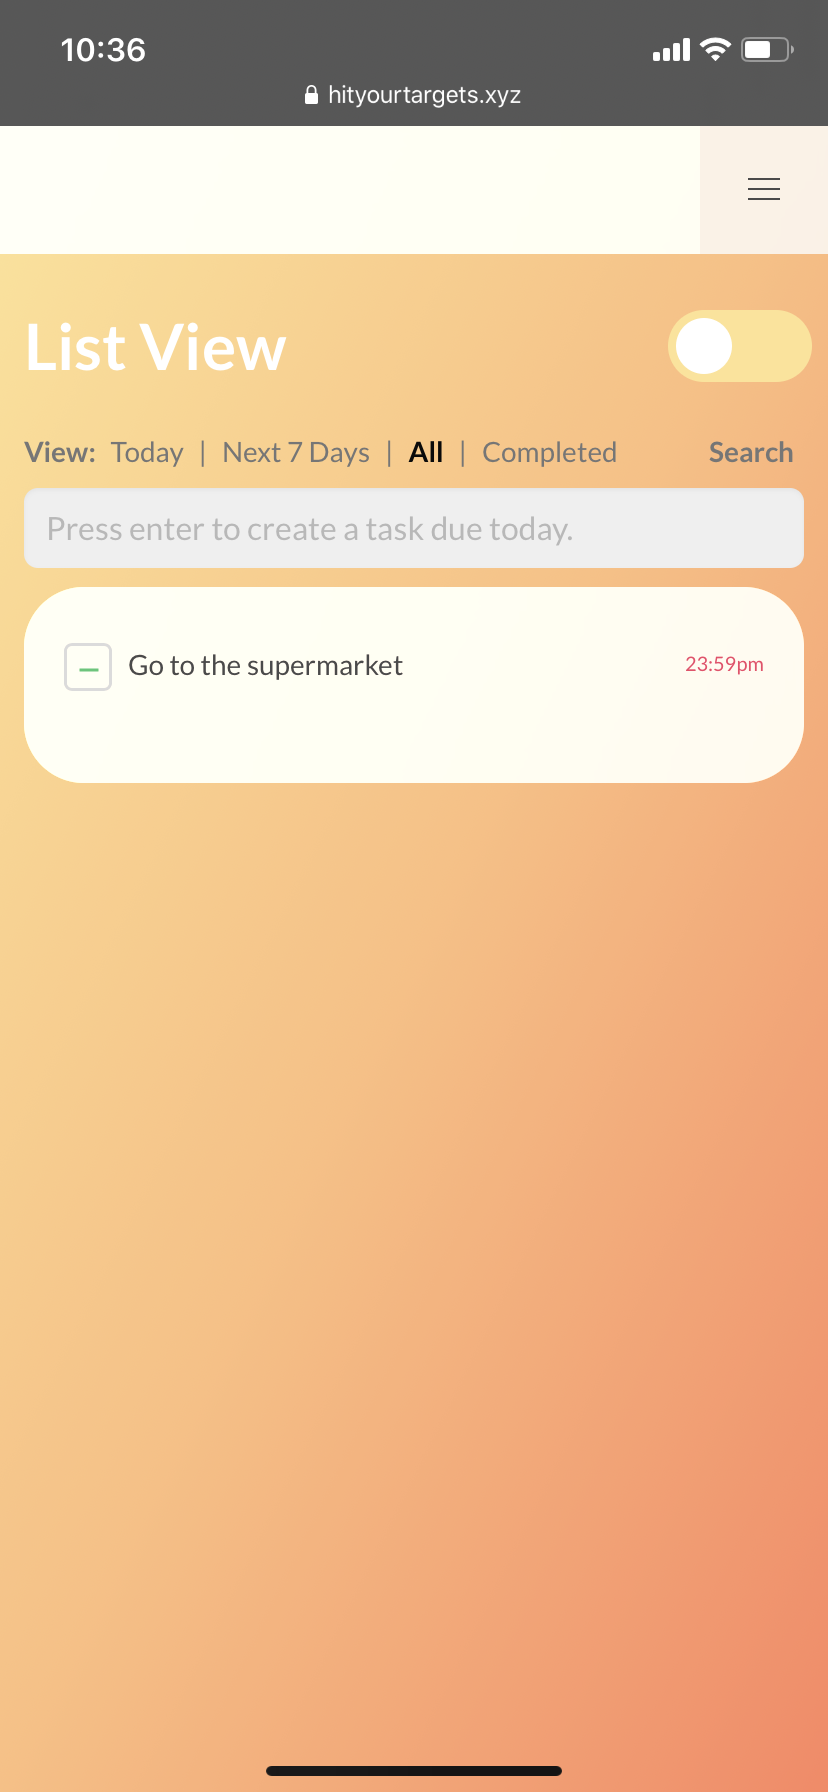 10:36
hityourtargets.xyz
List View
View: Today | Next 7 Days | All | Completed Search
Press enter to create a task due today.
Go to the supermarket 23:59pm